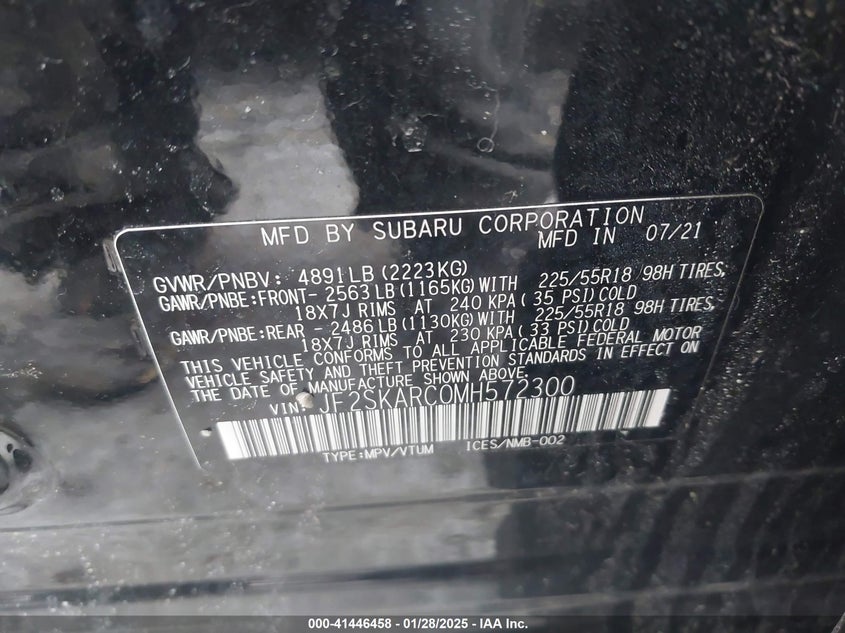 MFD BY SUBARU CORPORATION
MFD IN 07/21
GVWR/PNBV: 4891LB (2223KG)
GAWR/PNBE:FRONT- 2563LB(1165KG)WITH 225/55R18 98H TIRES,
18X7J RIMS AT 240 KPA( 35 PSI)COLD
GAWR/PNBE:REAR - 2486LB(1130KG)WITH 225/55R18 98H TIRES,
18X7J RIMS AT 230 KPA( 33 PSI)COLD
THIS VEHICLE CONFORMS TO ALL APPLICABLE FEDERAL MOTOR
VEHICLE SAFETY AND THEFT PREVENTION STANDARDS IN EFFECT ON
THE DATE OF MANUFACTURE SHOWN ABOVE.
VIN: JF2SKARC0MH572300
TYPE:MPV/VTUM ICES/NMB-002
000-41446458 | 01/28/2025 - IAA Inc.